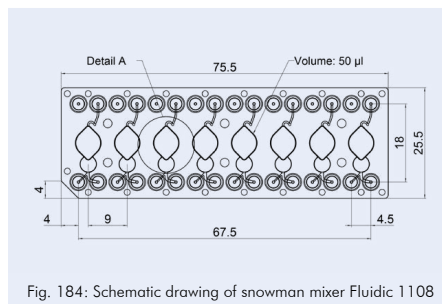 Detail A
Volume: 50 µl
75.5
18
25.5
4
4
9
4.5
67.5
Fig. 184: Schematic drawing of snowman mixer Fluidic 1108